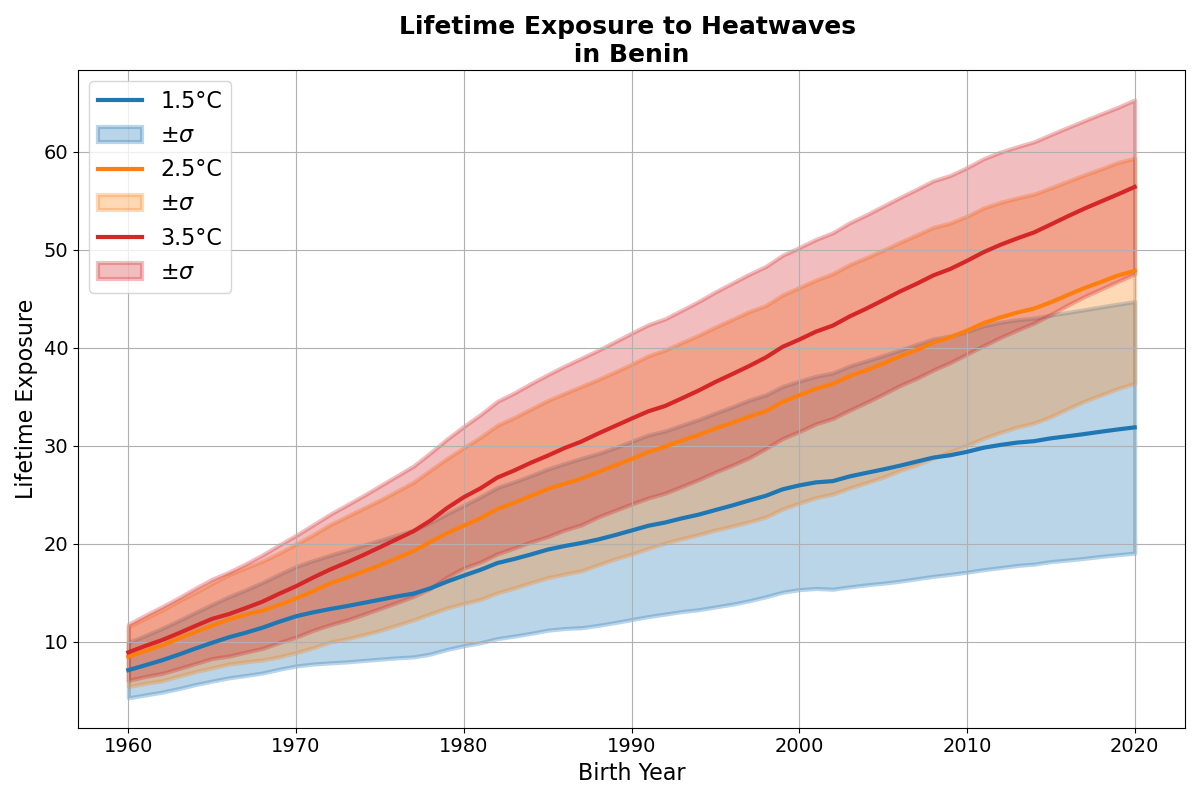 Lifetime Exposure to Heatwaves
in Benin
1.5°C
±σ
2.5°C
±σ
3.5°C
±σ
Lifetime Exposure
60
50
40
30
20
10
1960 1970 1980 1990 2000 2010 2020
Birth Year